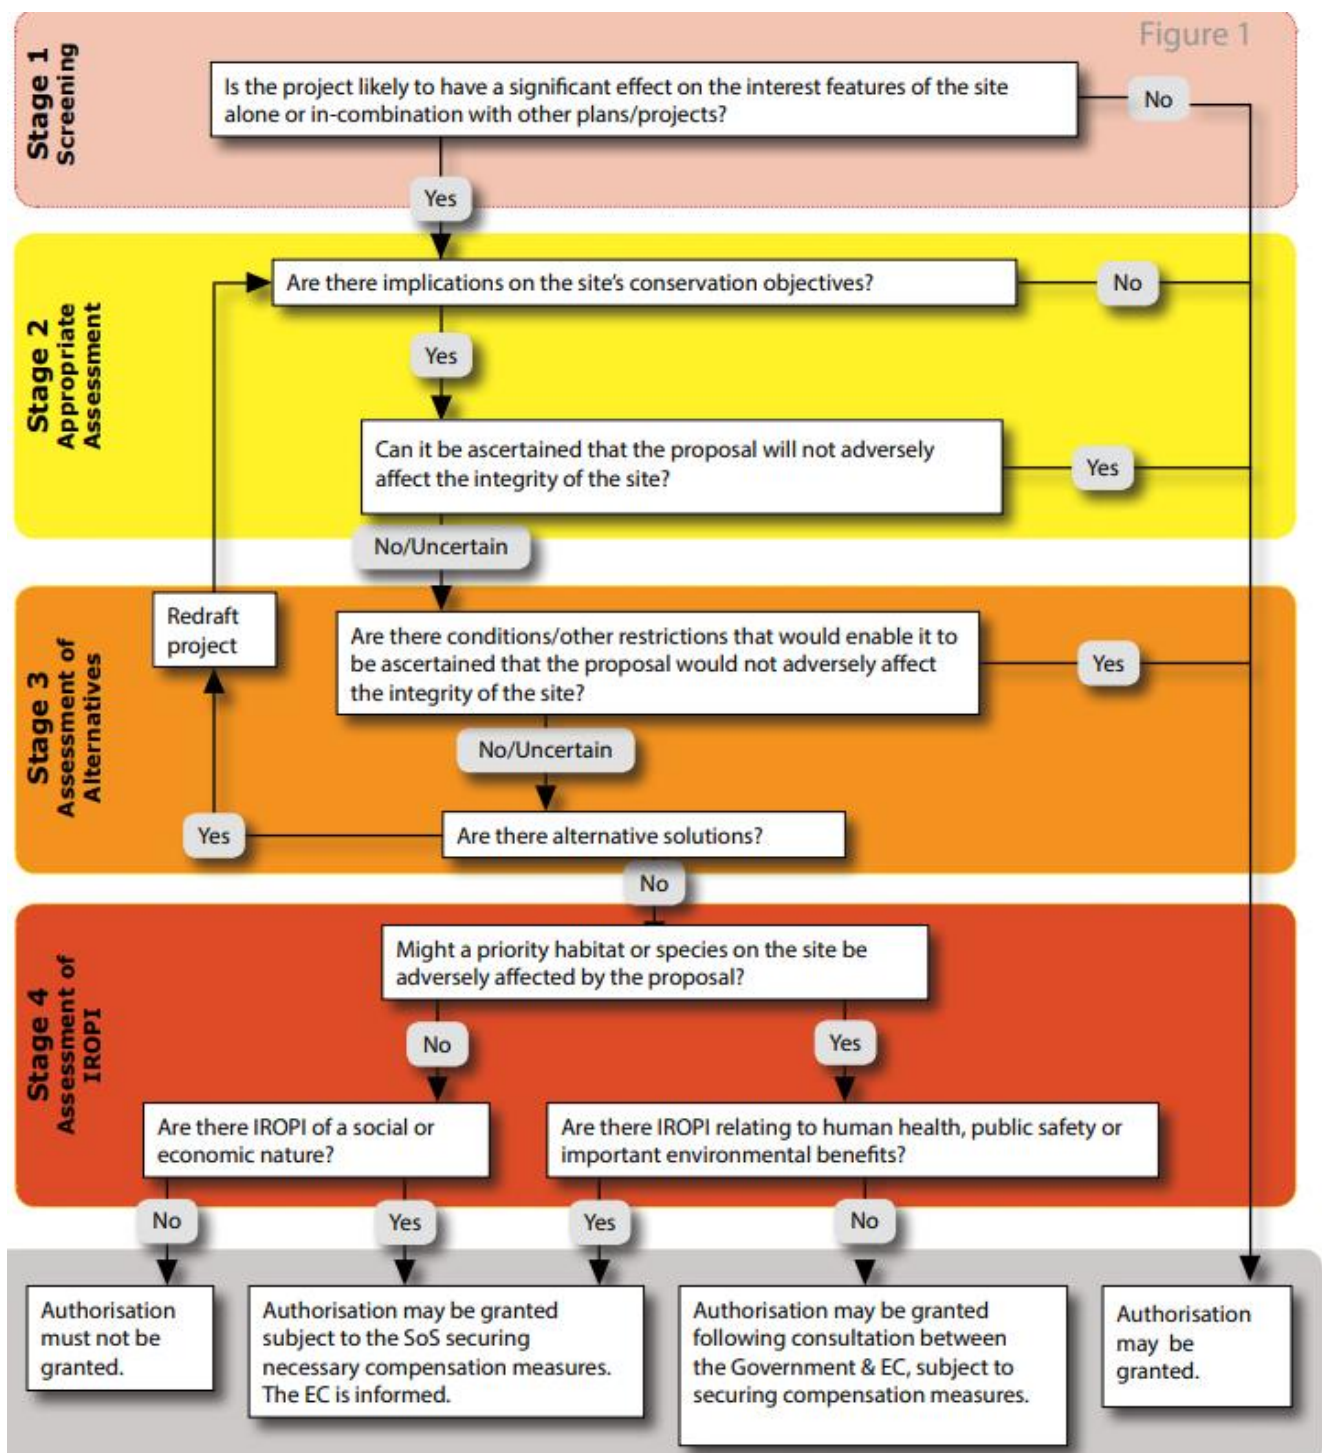 Figure 1
Stage 1
Screening
Is the project likely to have a significant effect on the interest features of the site
alone or in-combination with other plans/projects?
No
Yes
Stage 2
Appropriate
Assessment
Are there implications on the site's conservation objectives?
No
Yes
Can it be ascertained that the proposal will not adversely
affect the integrity of the site?
Yes
No/Uncertain
Stage 3
Assessment of
Alternatives
Redraft
project
Are there conditions/other restrictions that would enable it to
be ascertained that the proposal would not adversely affect
the integrity of the site?
Yes
No/Uncertain
Are there alternative solutions?
Yes
No
Stage 4
Assessment of
IROPI
Might a priority habitat or species on the site be
adversely affected by the proposal?
No
Yes
Are there IROPI of a social or
economic nature?
Are there IROPI relating to human health, public safety or
important environmental benefits?
No
Yes
Yes
No
Authorisation
must not be
granted.
Authorisation may be granted
subject to the SoS securing
necessary compensation measures.
The EC is informed.
Authorisation may be granted
following consultation between
the Government & EC, subject to
securing compensation measures.
Authorisation
may be
granted.